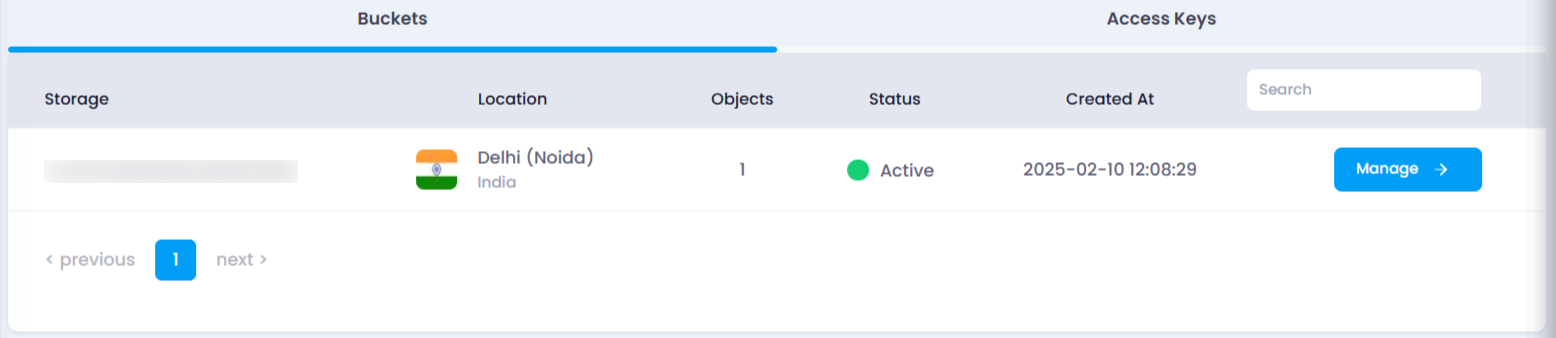 Buckets Access Keys
Storage Location Objects Status Created At Search
Delhi (Noida) 1 Active 2025-02-10 12:08:29 Manage →
India
< previous 1 next >